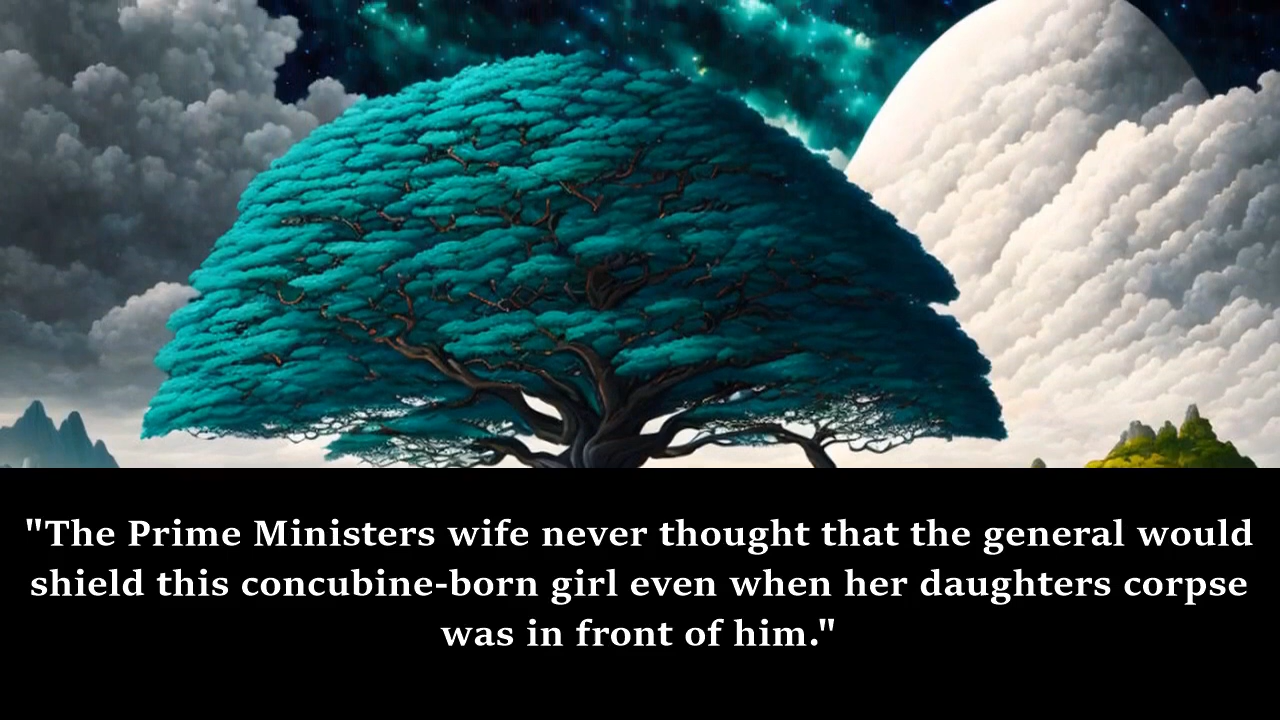 "The Prime Ministers wife never thought that the general would
shield this concubine-born girl even when her daughters corpse
was in front of him."